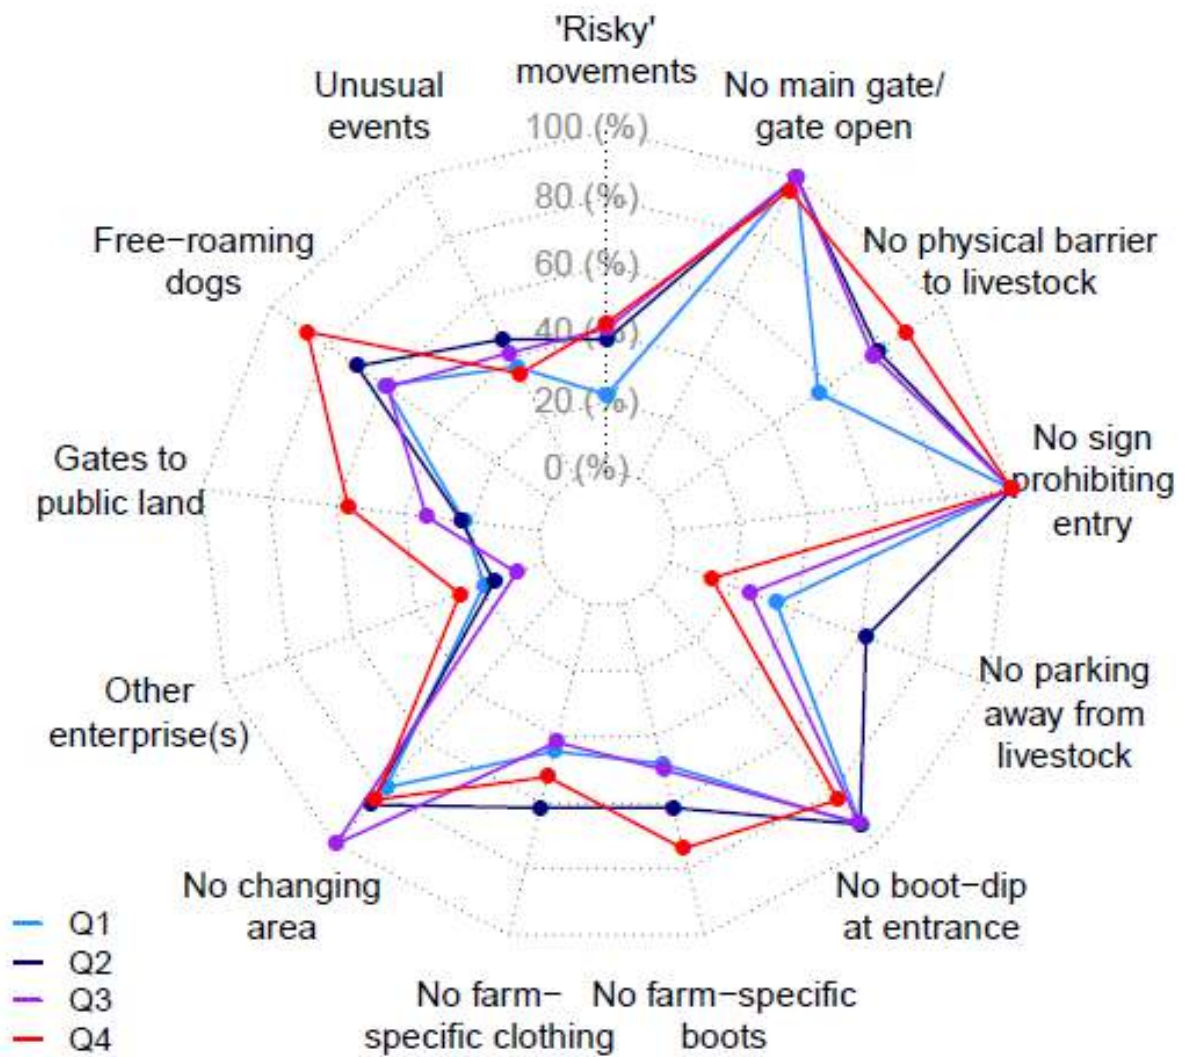 'Risky'
movements
No main gate/
gate open
Unusual
events
100 (%)
80 (%)
60 (%)
40 (%)
20 (%)
0 (%)
Free−roaming
dogs
No physical barrier
to livestock
Gates to
public land
No sign
prohibiting
entry
Other
enterprise(s)
No parking
away from
livestock
No changing
area
No boot−dip
at entrance
No farm−
specific clothing
No farm−specific
boots
Q1
Q2
Q3
Q4